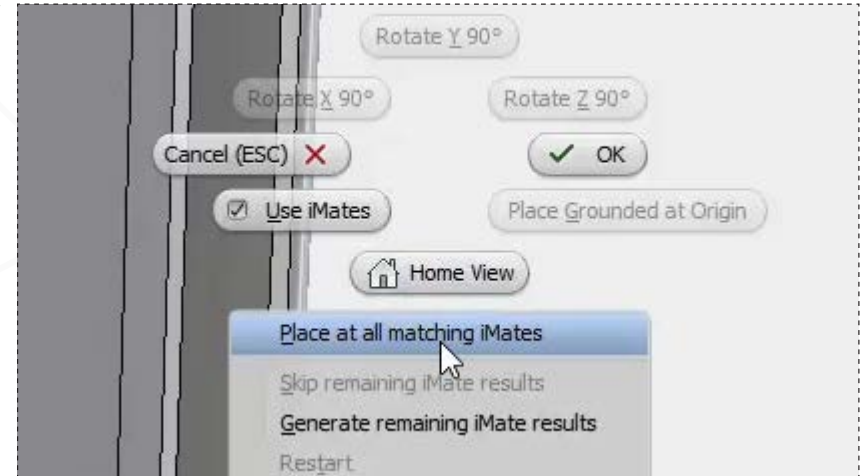 Rotate Y 90°
Rotate X 90°
Rotate Z 90°
Cancel (ESC)
OK
Use iMates
Place Grounded at Origin
Home View
Place at all matching iMates
Skip remaining iMate results
Generate remaining iMate results
Restart